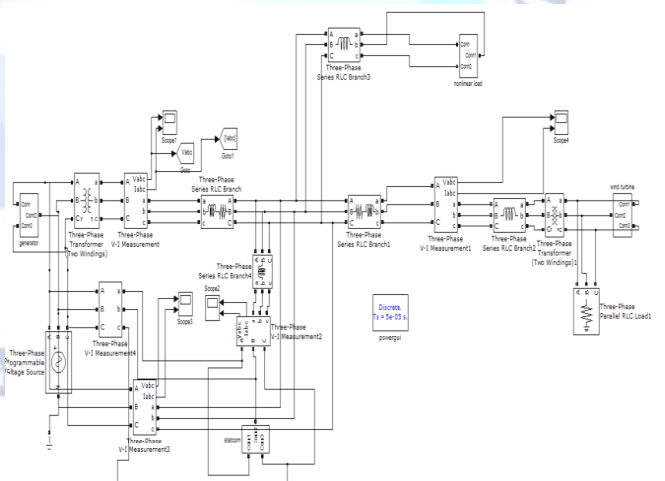 A
B
C
a
b
c
Three-Phase
Series RLC Branch3
Conn
Conn1
Conn2
nonlinear load
Scope1
Vabc
Goto
[Iabc]
Goto1
Scope4
Conn
Conn2
Conn3
generator
A
B
C
a
b
c
Three-Phase
Transformer
(Two Windings)
A
B
C
Vabc
Iabc
a
b
c
Three-Phase
V-I Measurement
Three-Phase
Series RLC Branch
Three-Phase
Series RLC Branch1
A
B
C
Vabc
Iabc
a
b
c
Three-Phase
V-I Measurement1
Three-Phase
Series RLC Branch2
Three-Phase
Transformer
(Two Windings)1
wind turbine
Conn1
Conn2
Conn3
Three-Phase
Series RLC Branch4
Scope2
Scope3
A
B
C
Three-Phase
V-I Measurement4
Three-Phase
V-I Measurement2
Discrete,
Ts = 5e-05 s.
powergui
A B C
Three-Phase
Parallel RLC Load1
Three-Phase
Programmable
Voltage Source
A
B
C
Vabc
Iabc
a
b
c
Three-Phase
V-I Measurement3
statcom